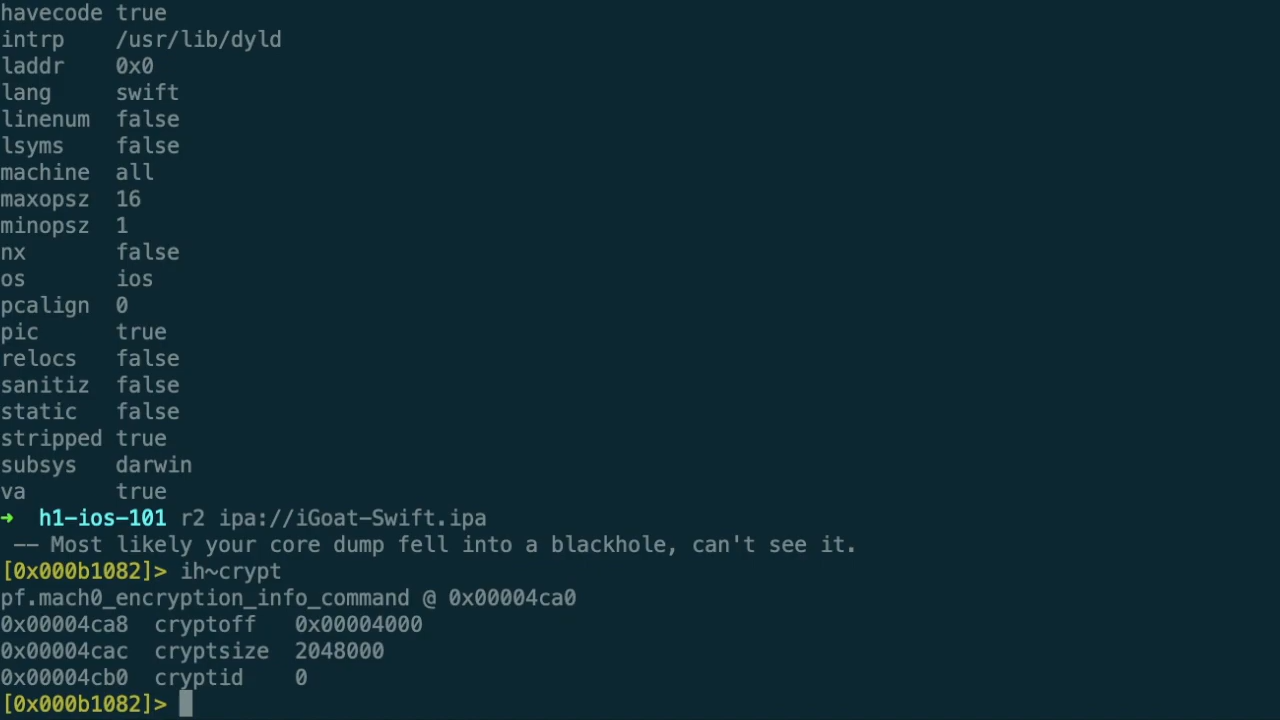 havecode true
intrp    /usr/lib/dyld
laddr    0x0
lang     swift
linenum  false
lsyms    false
machine  all
maxopsz  16
minopsz  1
nx       false
os       ios
pcalign  0
pic      true
relocs   false
sanitiz  false
static   false
stripped true
subsys   darwin
va       true
➜  h1-ios-101 r2 ipa://iGoat-Swift.ipa
 -- Most likely your core dump fell into a blackhole, can't see it.
[0x000b1082]> ih~crypt
pf.mach0_encryption_info_command @ 0x00004ca0
0x00004ca8  cryptoff   0x00004000
0x00004cac  cryptsize  2048000
0x00004cb0  cryptid    0
[0x000b1082]>